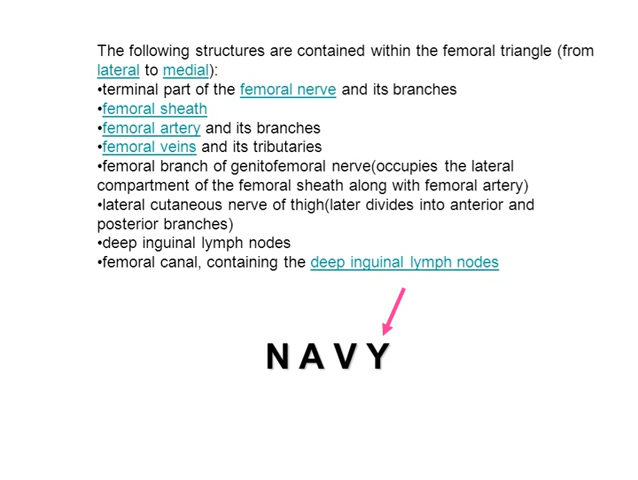 The following structures are contained within the femoral triangle (from
lateral to medial):
•terminal part of the femoral nerve and its branches
•femoral sheath
•femoral artery and its branches
•femoral veins and its tributaries
•femoral branch of genitofemoral nerve(occupies the lateral
compartment of the femoral sheath along with femoral artery)
•lateral cutaneous nerve of thigh(later divides into anterior and
posterior branches)
•deep inguinal lymph nodes
•femoral canal, containing the deep inguinal lymph nodes
N A V Y